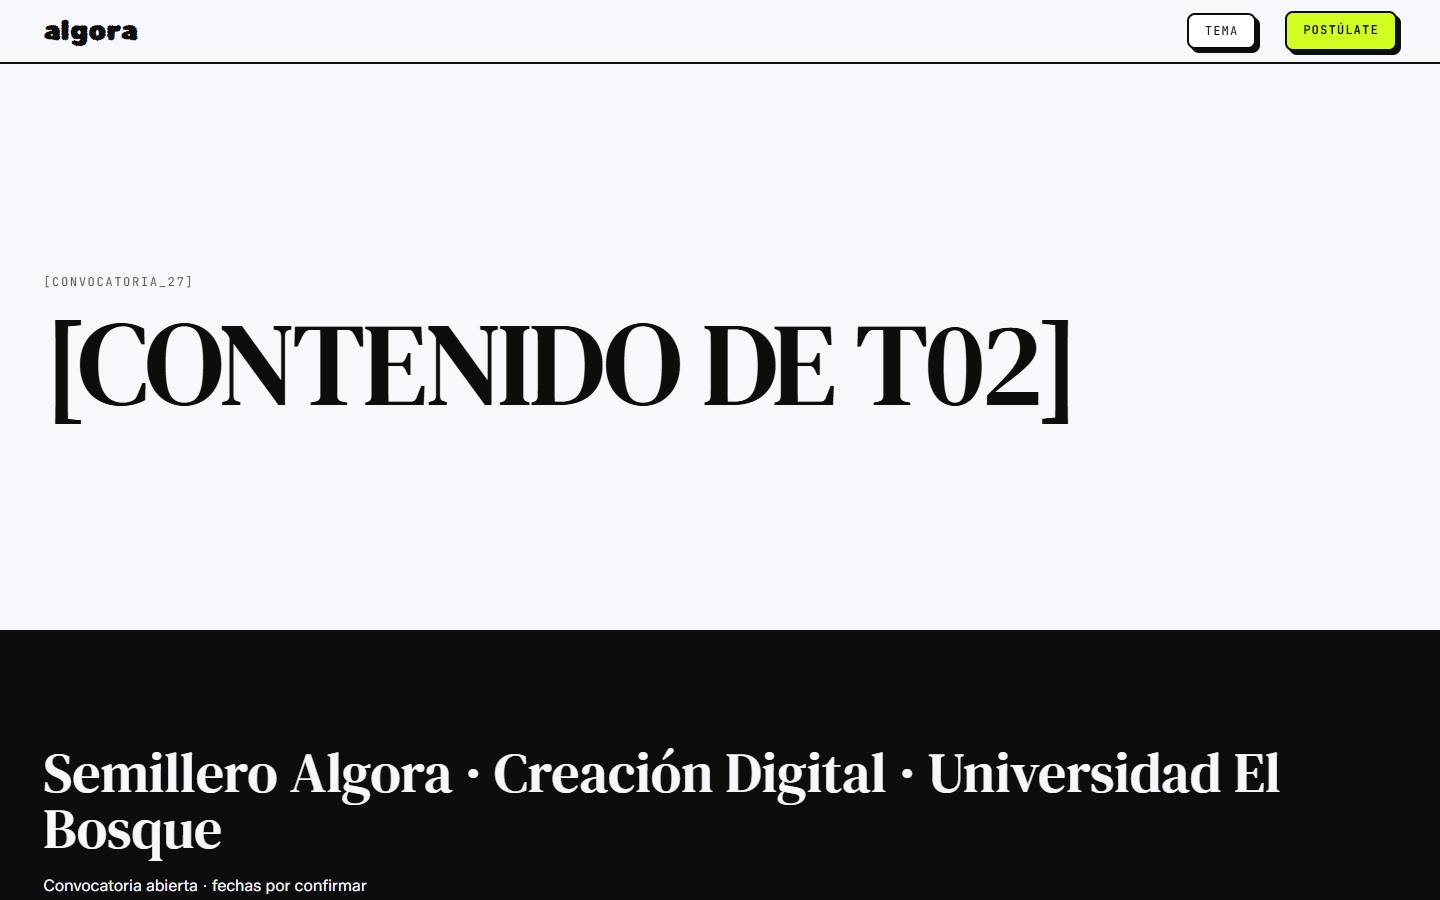 algora
TEMA
POSTÚLATE
[CONVOCATORIA_27]
[CONTENIDO DE T02]
Semillero Algora · Creación Digital · Universidad El
Bosque
Convocatoria abierta · fechas por confirmar